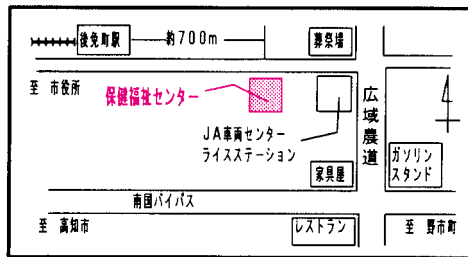 後免町駅
約700m
葬祭場
至 市役所
保健福祉センター
広域農道
JA車両センター
ライスステーション
ガソリン
スタンド
家具屋
南国バイパス
至 高知市
レストラン
至 野市町